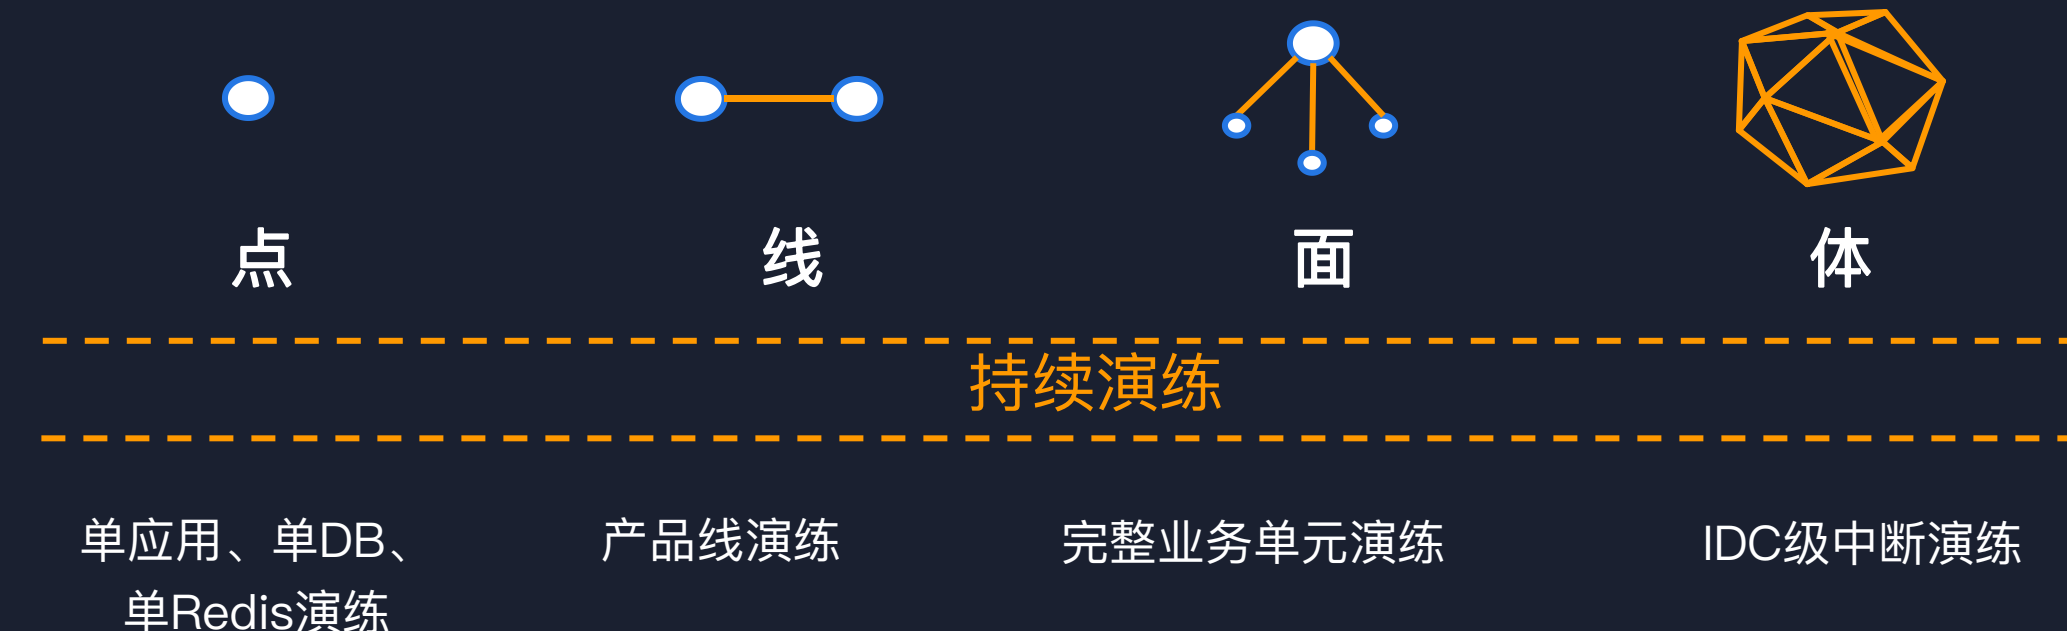 点
线
面
体
持续演练
单应用、单DB、
单Redis演练
产品线演练
完整业务单元演练
IDC级中断演练